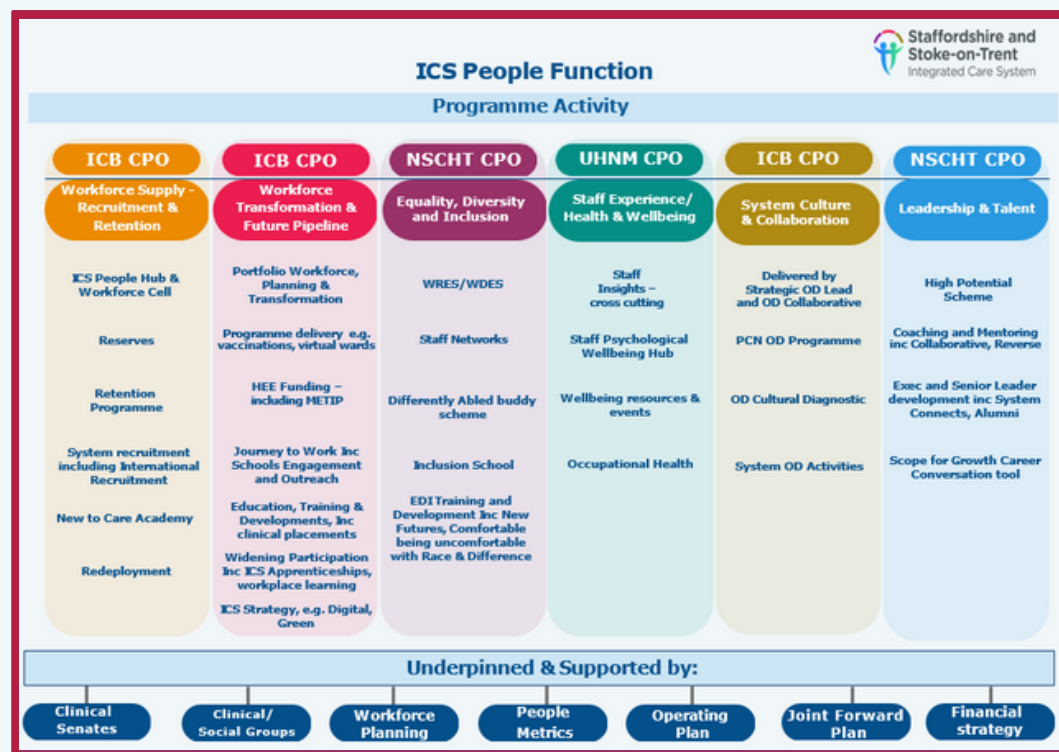 Staffordshire and
Stoke-on-Trent
Integrated Care System
ICS People Function
Programme Activity
ICB CPO
Workforce Supply -
Recruitment &
Retention
ICS People Hub &
Workforce Cell
Reserves
Retention
Programme
System recruitment
including International
Recruitment
New to Care Academy
Redeployment
ICB CPO
Workforce
Transformation &
Future Pipeline
Portfolio Workforce,
Planning &
Transformation
Programme delivery e.g.
vaccinations, virtual wards
HEE Funding –
including METIP
Journey to Work Inc
Schools Engagement
and Outreach
Education, Training &
Developments, Inc
clinical placements
Widening Participation
Inc ICS Apprenticeships,
workplace learning
ICS Strategy, e.g. Digital,
Green
NSCHT CPO
Equality, Diversity
and Inclusion
WRES/WDES
Staff Networks
Differently Abled buddy
scheme
Inclusion School
EDI Training and
Development Inc New
Futures, Comfortable
being uncomfortable
with Race & Difference
UHNM CPO
Staff Experience/
Health & Wellbeing
Staff
Insights –
cross cutting
Staff Psychological
Wellbeing Hub
Wellbeing resources &
events
Occupational Health
ICB CPO
System Culture
& Collaboration
Delivered by
Strategic OD Lead
and OD Collaborative
PCN OD Programme
OD Cultural Diagnostic
System OD Activities
NSCHT CPO
Leadership & Talent
High Potential
Scheme
Coaching and Mentoring
inc Collaborative, Reverse
Exec and Senior Leader
development inc System
Connects, Alumni
Scope for Growth Career
Conversation tool
Underpinned & Supported by:
Clinical
Senates
Clinical/
Social Groups
Workforce
Planning
People
Metrics
Operating
Plan
Joint Forward
Plan
Financial
strategy